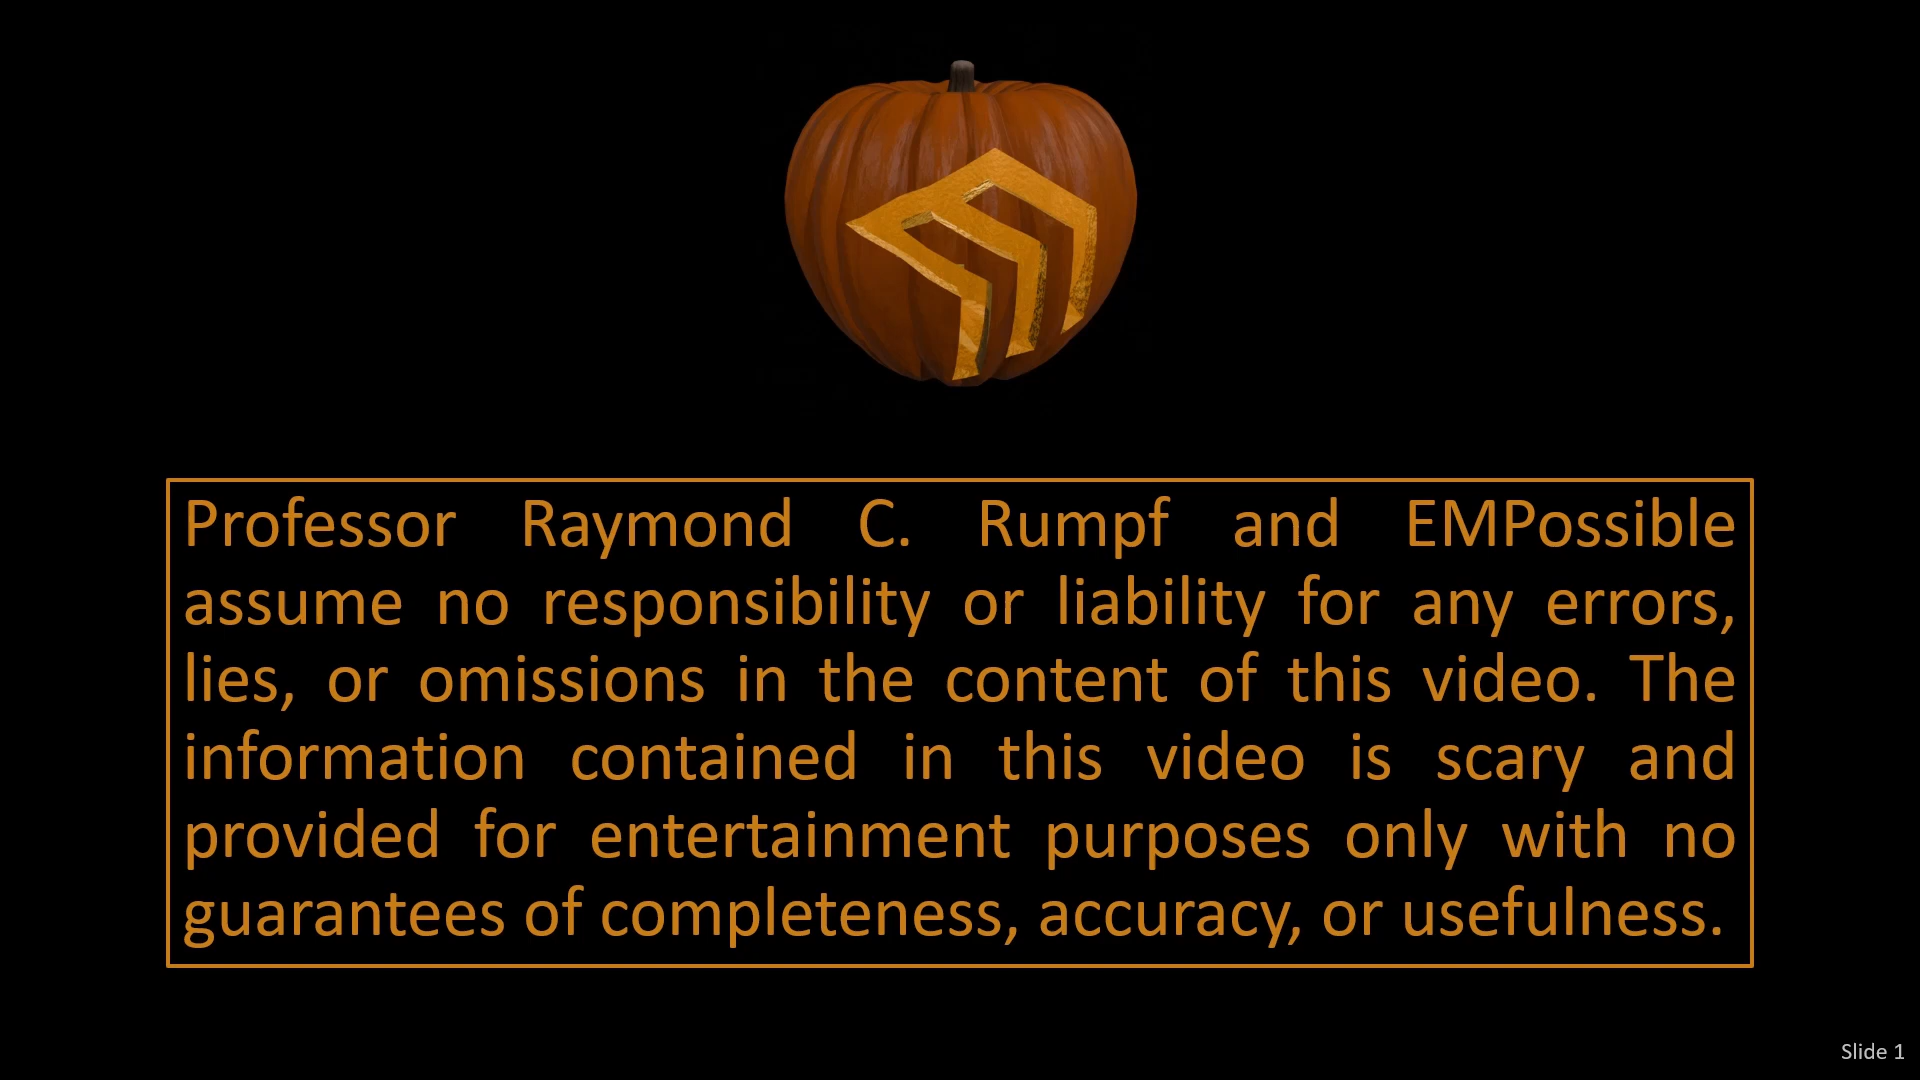 Professor Raymond C. Rumpf and EMPossible
assume no responsibility or liability for any errors,
lies, or omissions in the content of this video. The
information contained in this video is scary and
provided for entertainment purposes only with no
guarantees of completeness, accuracy, or usefulness.
Slide 1